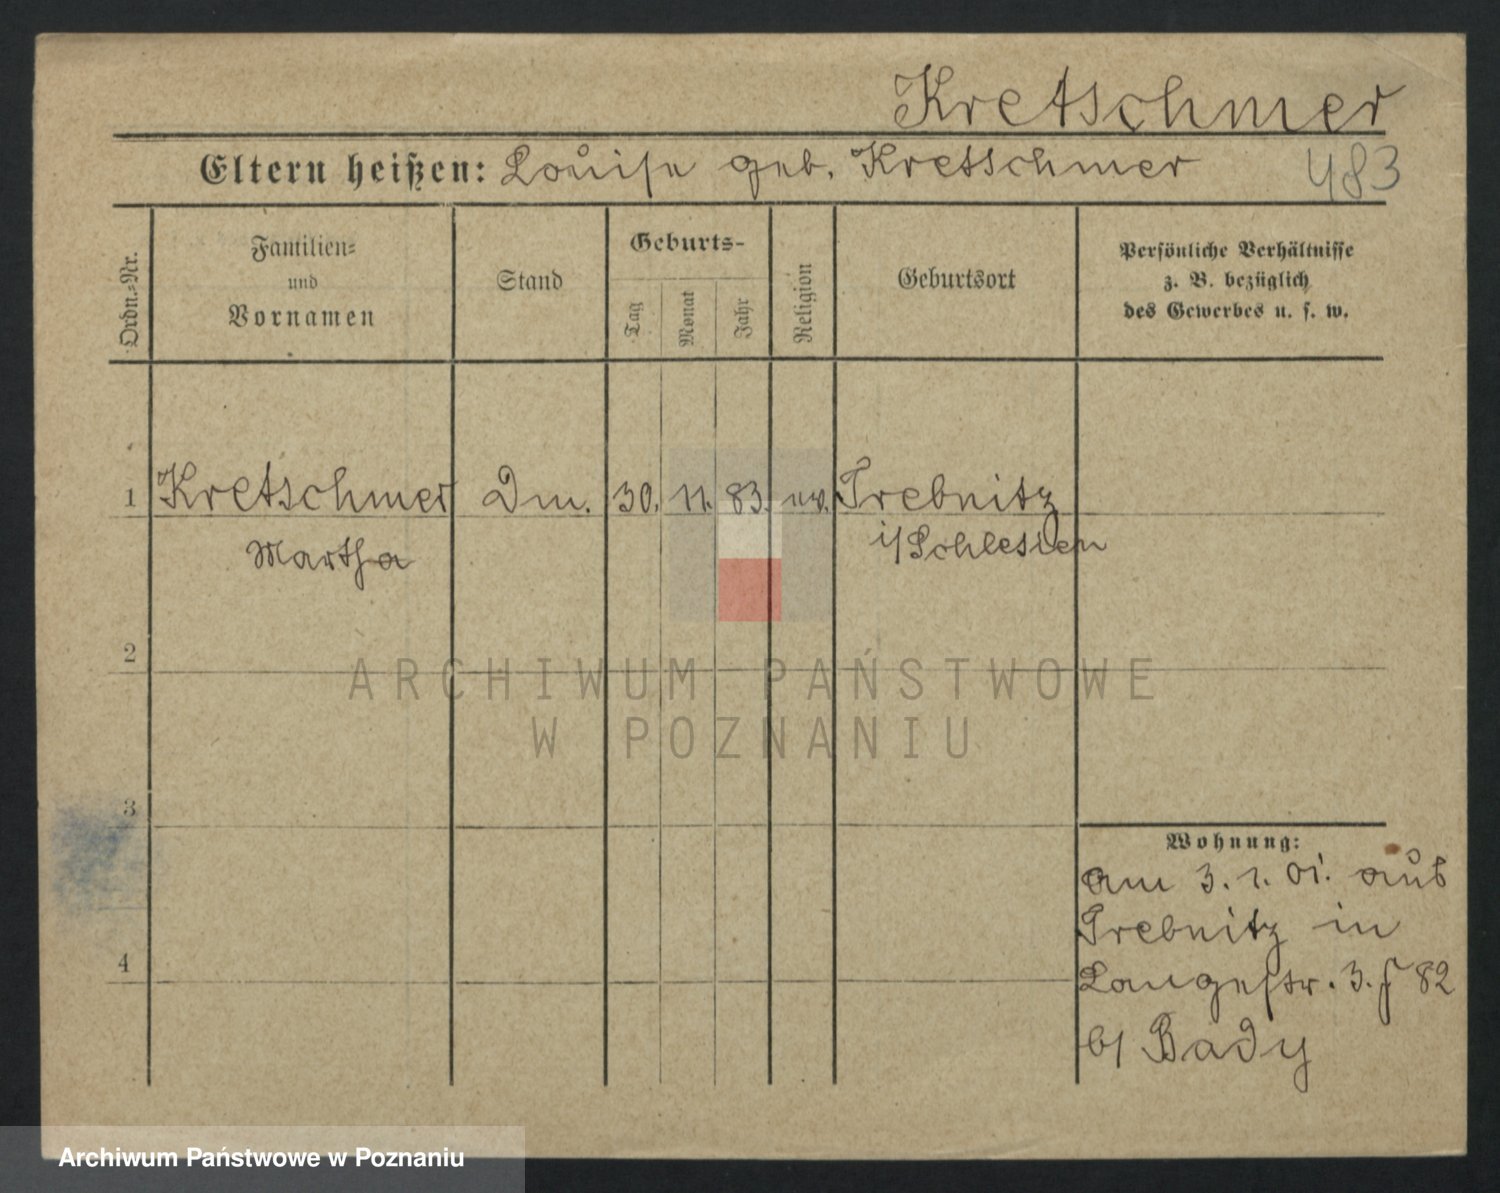 Kretschmer
Eltern heißen: Louise geb. Kretschmer 483
Ordn.-Nr.
Familien-
und
Vornamen
Stand
Geburts-
Tag
Monat
Jahr
Religion
Geburtsort
Persönliche Verhältnisse
z. B. bezüglich
des Gewerbes u. s. w.
1 Kretschmer Dm. 30. 11. 83. ev. Trebnitz
Martha i/Schlesien
2
ARCHIWUM PAŃSTWOWE
W POZNANIU
3
Wohnung:
am 3. 1. 01. aus
Trebnitz in
4
Langestr. 3. f 82
b/ Bady
Archiwum Państwowe w Poznaniu